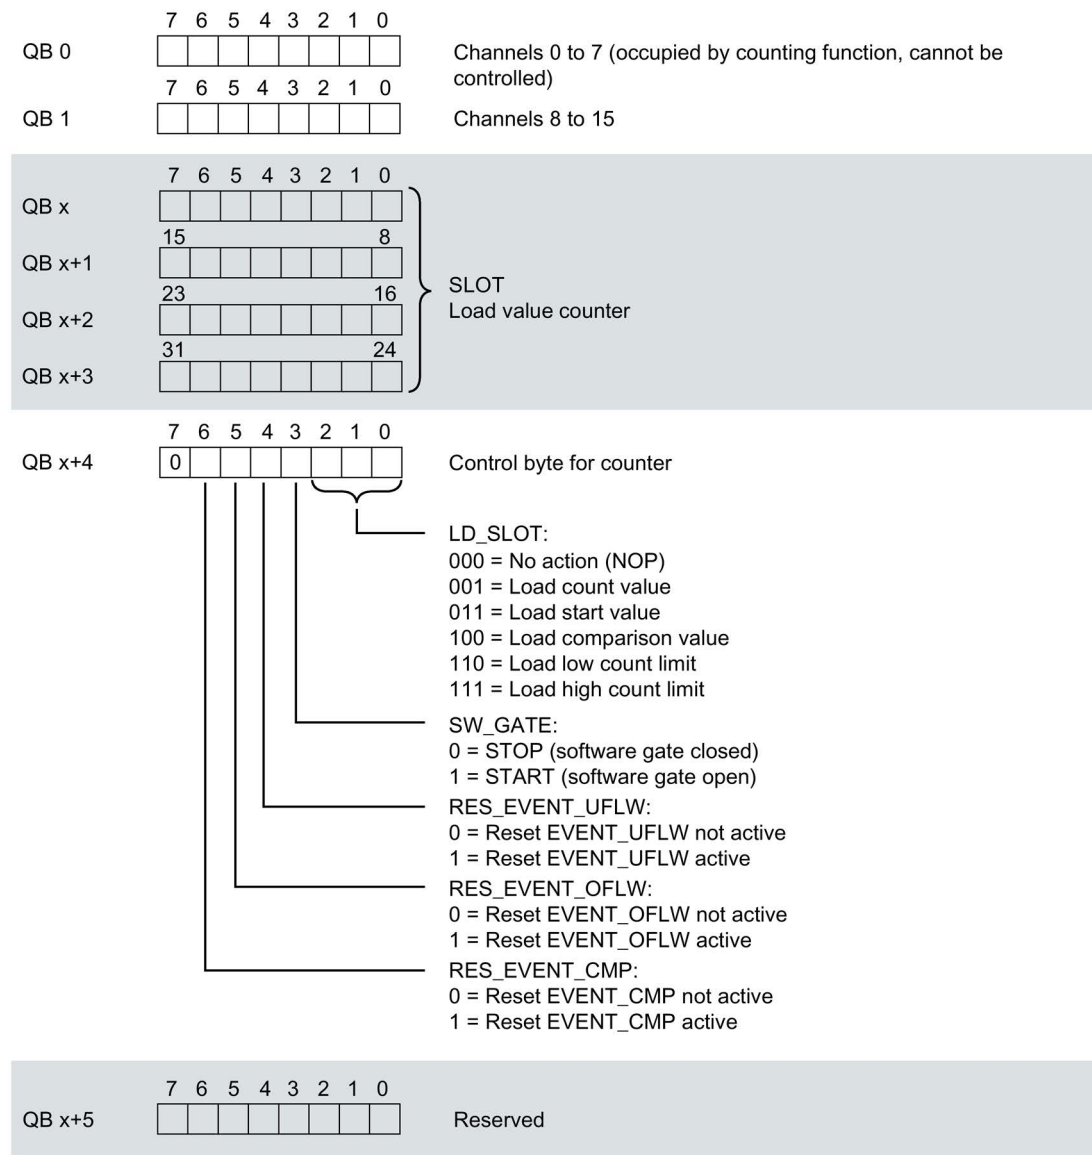 7 6 5 4 3 2 1 0
QB 0 Channels 0 to 7 (occupied by counting function, cannot be
controlled)
7 6 5 4 3 2 1 0
QB 1 Channels 8 to 15
7 6 5 4 3 2 1 0
QB x
15 8
QB x+1
23 16
SLOT
Load value counter
QB x+2
31 24
QB x+3
7 6 5 4 3 2 1 0
QB x+4 0 Control byte for counter
LD_SLOT:
000 = No action (NOP)
001 = Load count value
011 = Load start value
100 = Load comparison value
110 = Load low count limit
111 = Load high count limit
SW_GATE:
0 = STOP (software gate closed)
1 = START (software gate open)
RES_EVENT_UFLW:
0 = Reset EVENT_UFLW not active
1 = Reset EVENT_UFLW active
RES_EVENT_OFLW:
0 = Reset EVENT_OFLW not active
1 = Reset EVENT_OFLW active
RES_EVENT_CMP:
0 = Reset EVENT_CMP not active
1 = Reset EVENT_CMP active
7 6 5 4 3 2 1 0
QB x+5 Reserved